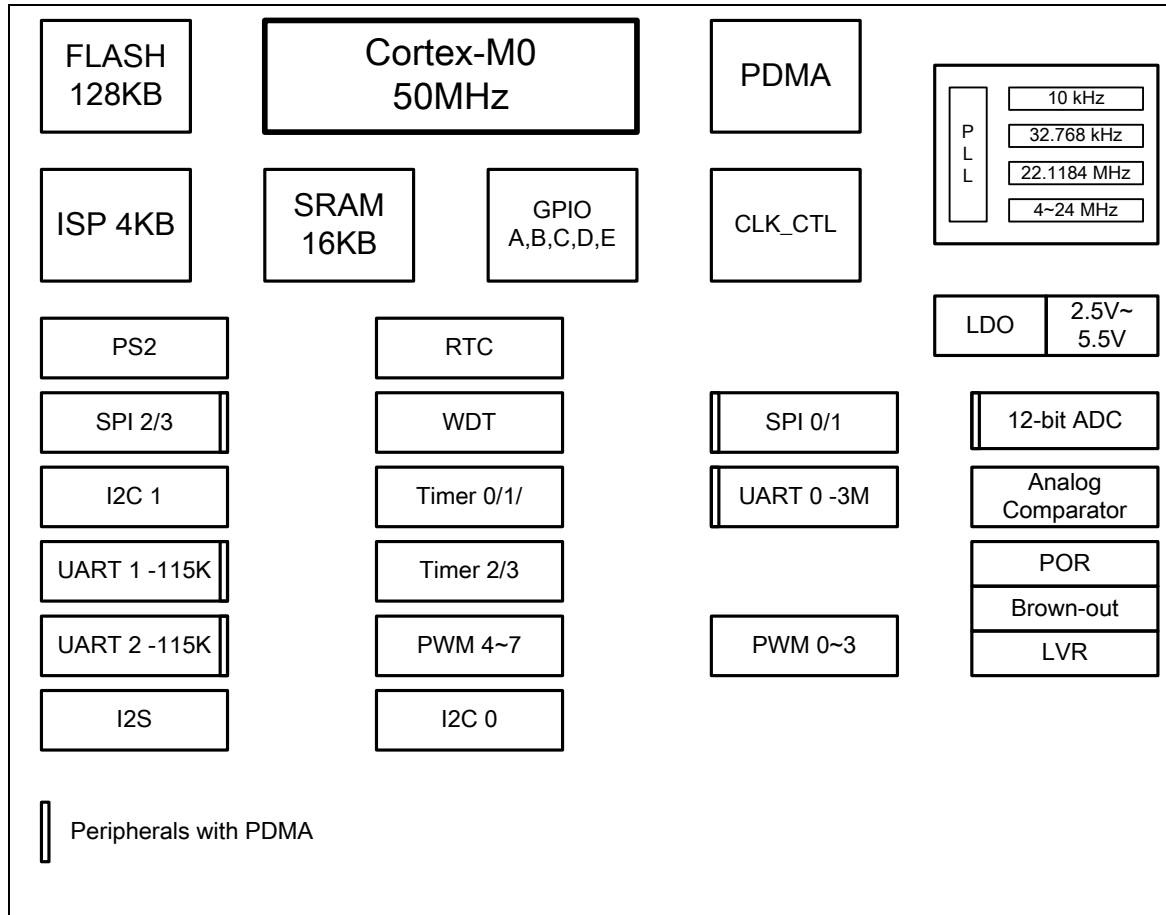 FLASH
128KB
Cortex-M0
50MHz
PDMA
P
L
L
10 kHz
32.768 kHz
22.1184 MHz
4~24 MHz
ISP 4KB
SRAM
16KB
GPIO
A,B,C,D,E
CLK_CTL
LDO
2.5V~
5.5V
PS2
RTC
SPI 2/3
WDT
SPI 0/1
12-bit ADC
I2C 1
Timer 0/1/
UART 0 -3M
Analog
Comparator
UART 1 -115K
Timer 2/3
POR
Brown-out
UART 2 -115K
PWM 4~7
PWM 0~3
LVR
I2S
I2C 0
Peripherals with PDMA